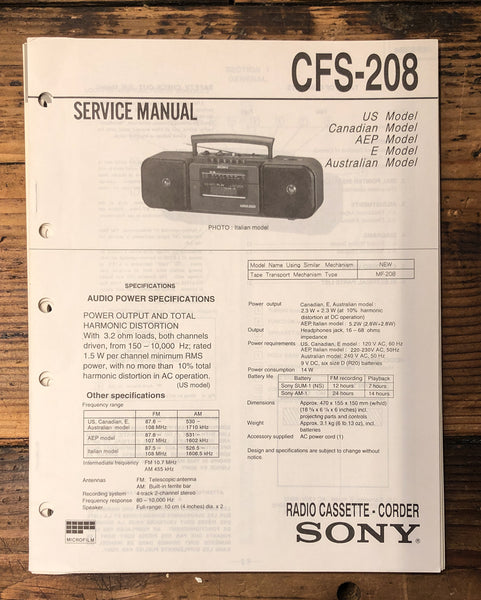 CFS-208
SERVICE MANUAL
US Model
Canadian Model
AEP Model
E Model
Australian Model
PHOTO : Italian model
Model Name Using Similar Mechanism NEW
Tape Transport Mechanism Type MF-208
SPECIFICATIONS
AUDIO POWER SPECIFICATIONS
POWER OUTPUT AND TOTAL
HARMONIC DISTORTION
With 3.2 ohm loads, both channels
driven, from 150 – 10,000 Hz; rated
1.5 W per channel minimum RMS
power, with no more than 10% total
harmonic distortion in AC operation.
(US model)
Other specifications
Frequency range
FM AM
US, Canadian, E, Australian model 87.6 – 108 MHz 530 – 1710 kHz
AEP model 87.6 – 107 MHz 531 – 1602 kHz
Italian model 87.5 – 108 MHz 526.5 – 1606.5 kHz
Intermediate frequency FM 10.7 MHz
AM 455 kHz
Antennas FM: Telescopic antenna
AM: Built-in ferrite bar
Recording system 4-track 2-channel stereo
Frequency response 80 – 10,000 Hz
Speaker Full-range: 10 cm (4 inches) dia. x 2
Power output Canadian, E, Australian model :
2.3 W + 2.3 W (at 10% harmonic
distortion at DC operation)
AEP, Italian model : 5.2W (2.6W+2.6W)
Output Headphones jack, 16 – 68 ohms
impedance
Power requirements US, Canadian, E model : 120 V AC, 60 Hz
AEP, Italian model : 220-230V AC, 50Hz
Australian model: 240 V AC, 50 Hz
9 V DC, six size D (R20) batteries
Power consumption 14 W
Battery life
Battery FM recording Playback
Sony SUM-1 (NS) 12 hours 7 hours
Sony AM-1 24 hours 14 hours
Dimensions Approx. 470 x 155 x 150 mm (w/h/d)
projecting parts and controls
Weight Approx. 3.1 kg (6 lb 13 oz), incl.
batteries
Accessory supplied AC power cord (1)
Design and specifications are subject to change without
notice.
MICROFILM
RADIO CASSETTE - CORDER
SONY